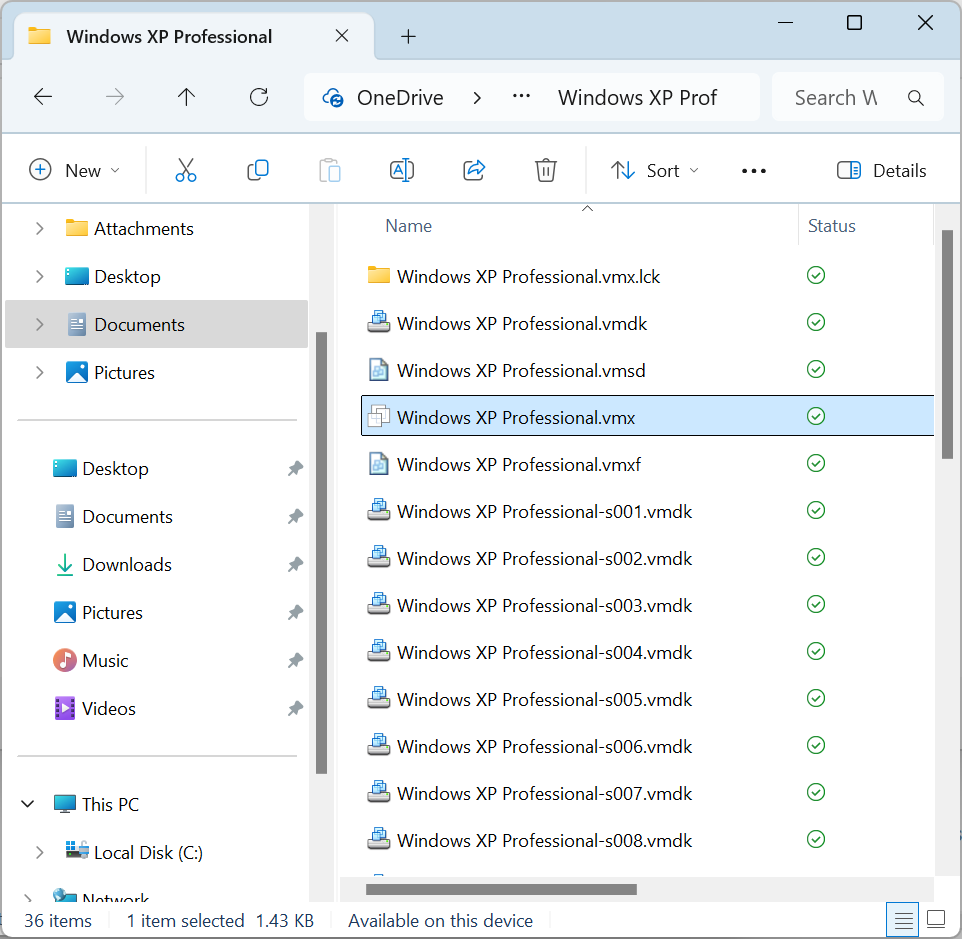 Windows XP Professional
OneDrive > ... Windows XP Prof
Search W
New
Sort
Details
Attachments
Desktop
Documents
Pictures
Desktop
Documents
Downloads
Pictures
Music
Videos
This PC
Local Disk (C:)
Network
Name Status
Windows XP Professional.vmx.lck
Windows XP Professional.vmdk
Windows XP Professional.vmsd
Windows XP Professional.vmx
Windows XP Professional.vmxf
Windows XP Professional-s001.vmdk
Windows XP Professional-s002.vmdk
Windows XP Professional-s003.vmdk
Windows XP Professional-s004.vmdk
Windows XP Professional-s005.vmdk
Windows XP Professional-s006.vmdk
Windows XP Professional-s007.vmdk
Windows XP Professional-s008.vmdk
36 items 1 item selected 1.43 KB Available on this device